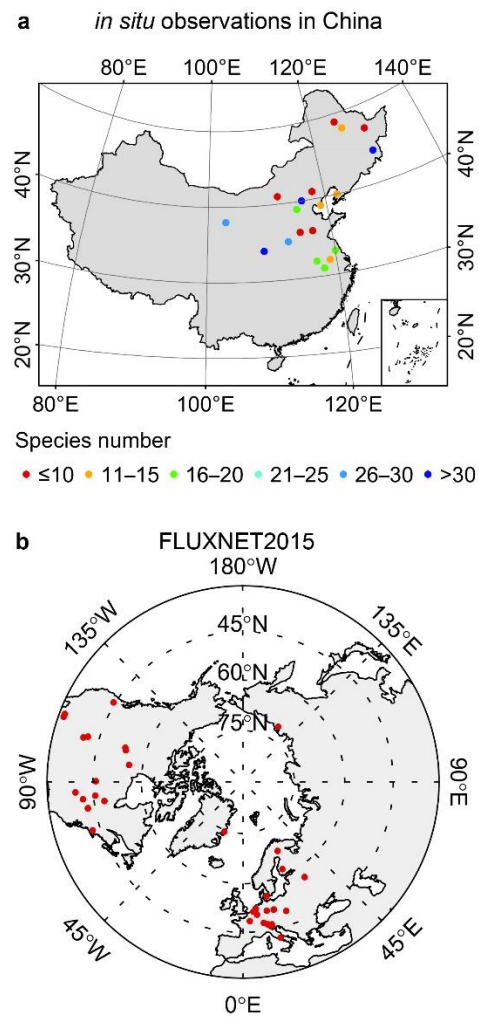 a in situ observations in China
80°E 100°E 120°E 140°E
40°N 40°N
30°N 30°N
20°N 20°N
80°E 100°E 120°E
Species number
≤10 11–15 16–20 21–25 26–30 >30
b FLUXNET2015
180°W
135°W 135°E
45°N
60°N
75°N
90°W 90°E
45°W 45°E
0°E